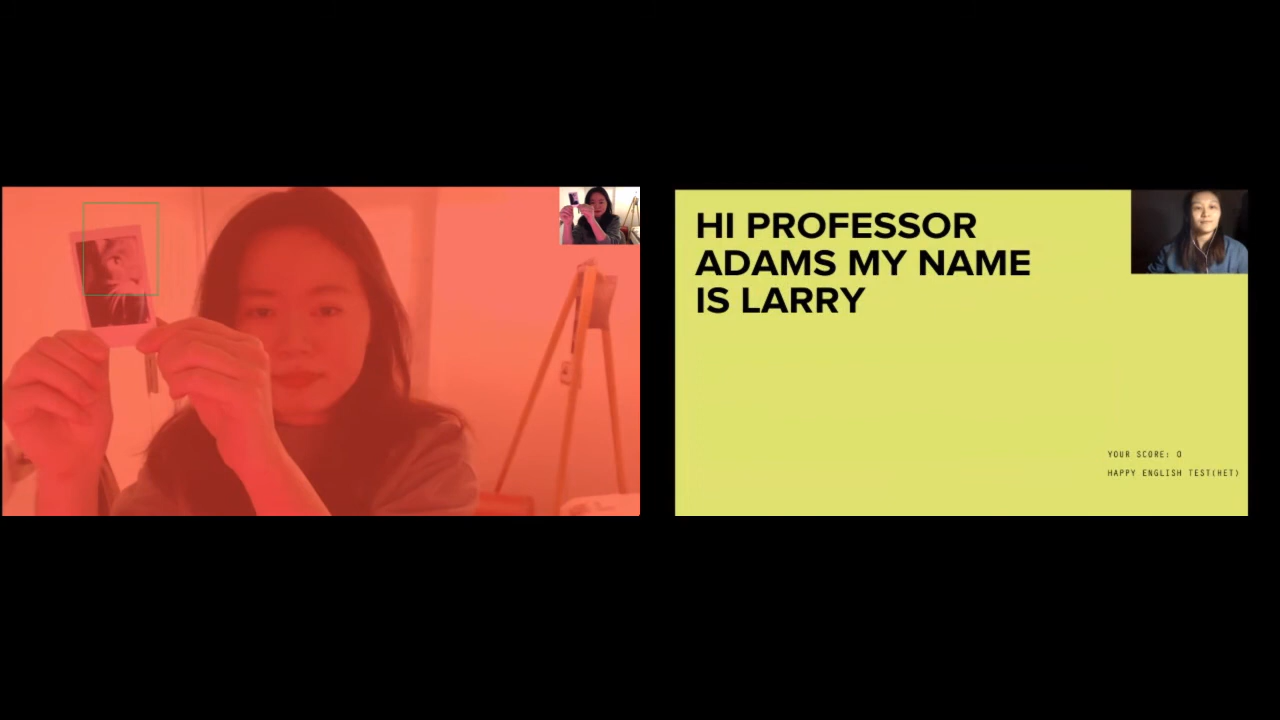 HI PROFESSOR
ADAMS MY NAME
IS LARRY
YOUR SCORE: 0
HAPPY ENGLISH TEST(HET)